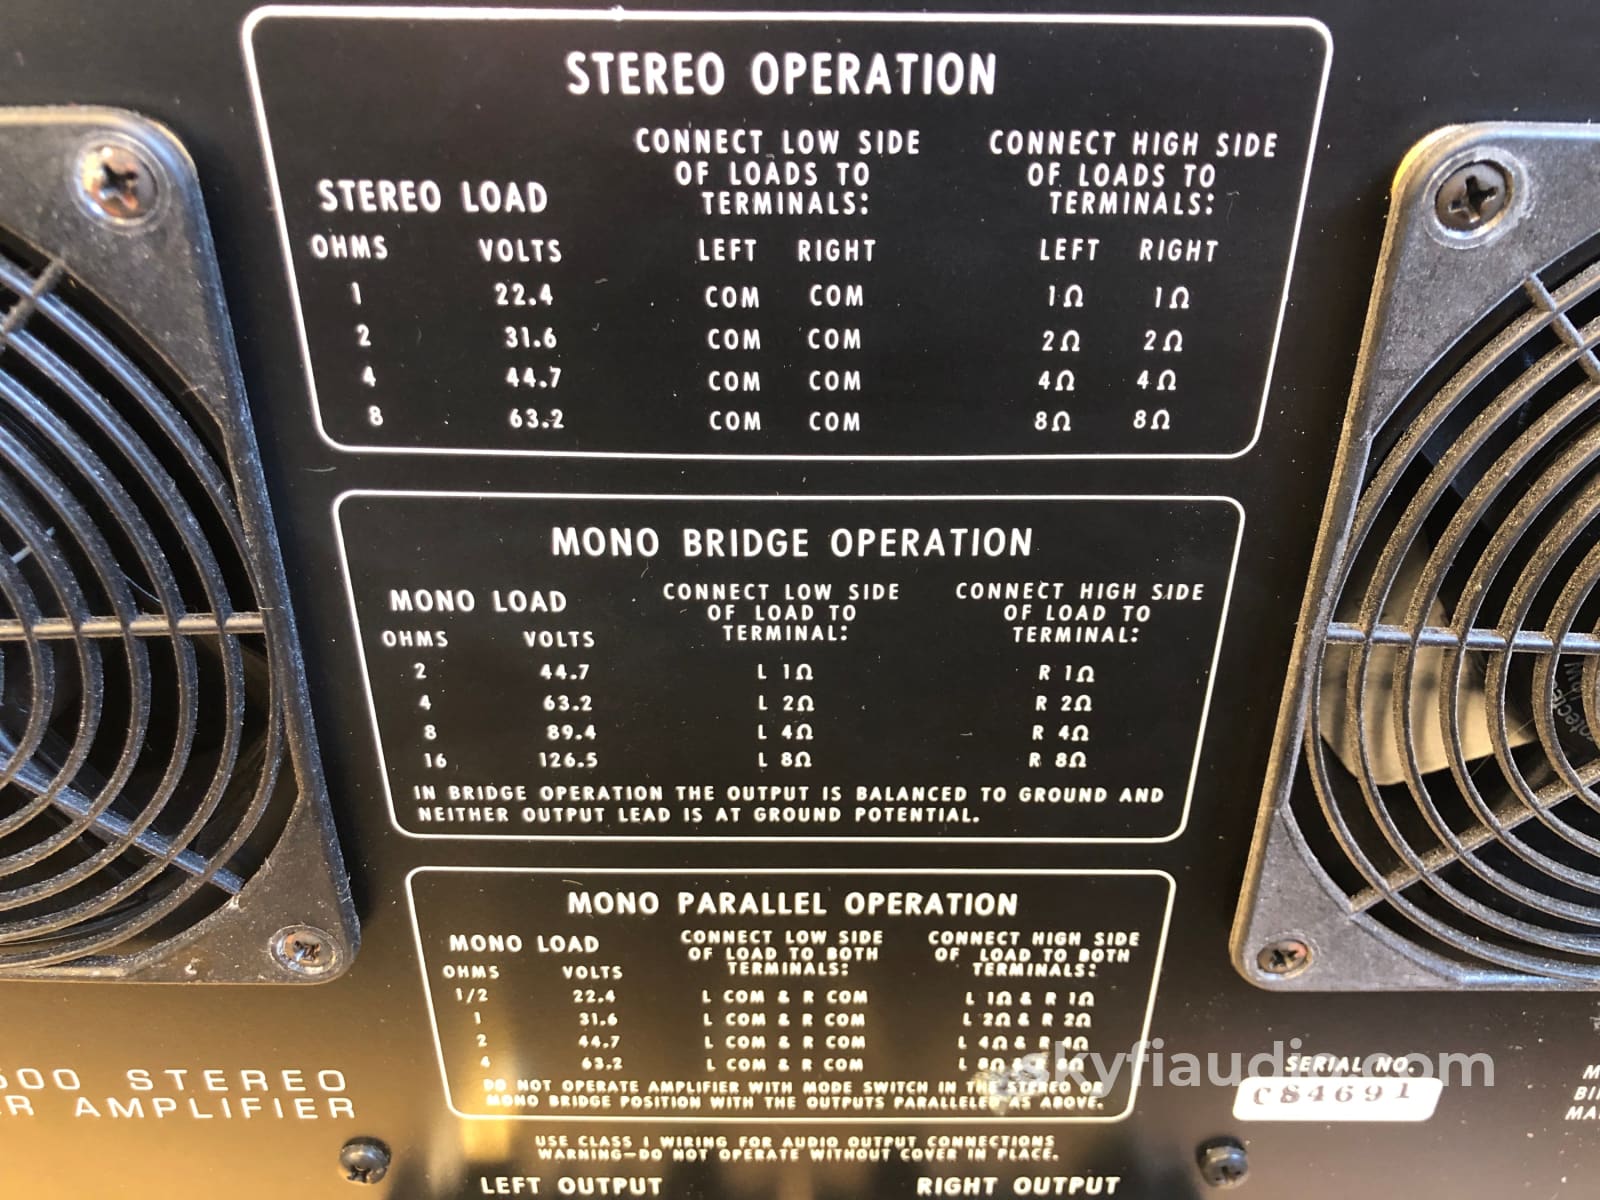 STEREO OPERATION
STEREO LOAD
CONNECT LOW SIDE
OF LOADS TO
TERMINALS:
CONNECT HIGH SIDE
OF LOADS TO
TERMINALS:
OHMS VOLTS LEFT RIGHT LEFT RIGHT
1 22.4 COM COM 1Ω 1Ω
2 31.6 COM COM 2Ω 2Ω
4 44.7 COM COM 4Ω 4Ω
8 63.2 COM COM 8Ω 8Ω
MONO BRIDGE OPERATION
MONO LOAD
CONNECT LOW SIDE
OF LOAD TO
TERMINAL:
CONNECT HIGH SIDE
OF LOAD TO
TERMINAL:
OHMS VOLTS
2 44.7 L 1Ω R 1Ω
4 63.2 L 2Ω R 2Ω
8 89.4 L 4Ω R 4Ω
16 126.5 L 8Ω R 8Ω
IN BRIDGE OPERATION THE OUTPUT IS BALANCED TO GROUND AND
NEITHER OUTPUT LEAD IS AT GROUND POTENTIAL.
MONO PARALLEL OPERATION
MONO LOAD
CONNECT LOW SIDE
OF LOAD TO BOTH
TERMINALS:
CONNECT HIGH SIDE
OF LOAD TO BOTH
TERMINALS:
OHMS VOLTS
1/2 22.4 L COM & R COM L 1Ω & R 1Ω
1 31.6 L COM & R COM L 2Ω & R 2Ω
2 44.7 L COM & R COM L 4Ω & R 4Ω
4 63.2 L COM & R COM L 8Ω & R 8Ω
DO NOT OPERATE AMPLIFIER WITH MODE SWITCH IN THE STEREO OR
MONO BRIDGE POSITION WITH THE OUTPUTS PARALLELED AS ABOVE.
USE CLASS 1 WIRING FOR AUDIO OUTPUT CONNECTIONS
WARNING—DO NOT OPERATE WITHOUT COVER IN PLACE.
LEFT OUTPUT RIGHT OUTPUT
STEREO
AMPLIFIER
SERIAL NO.
CS4691
skyfiaudio.com